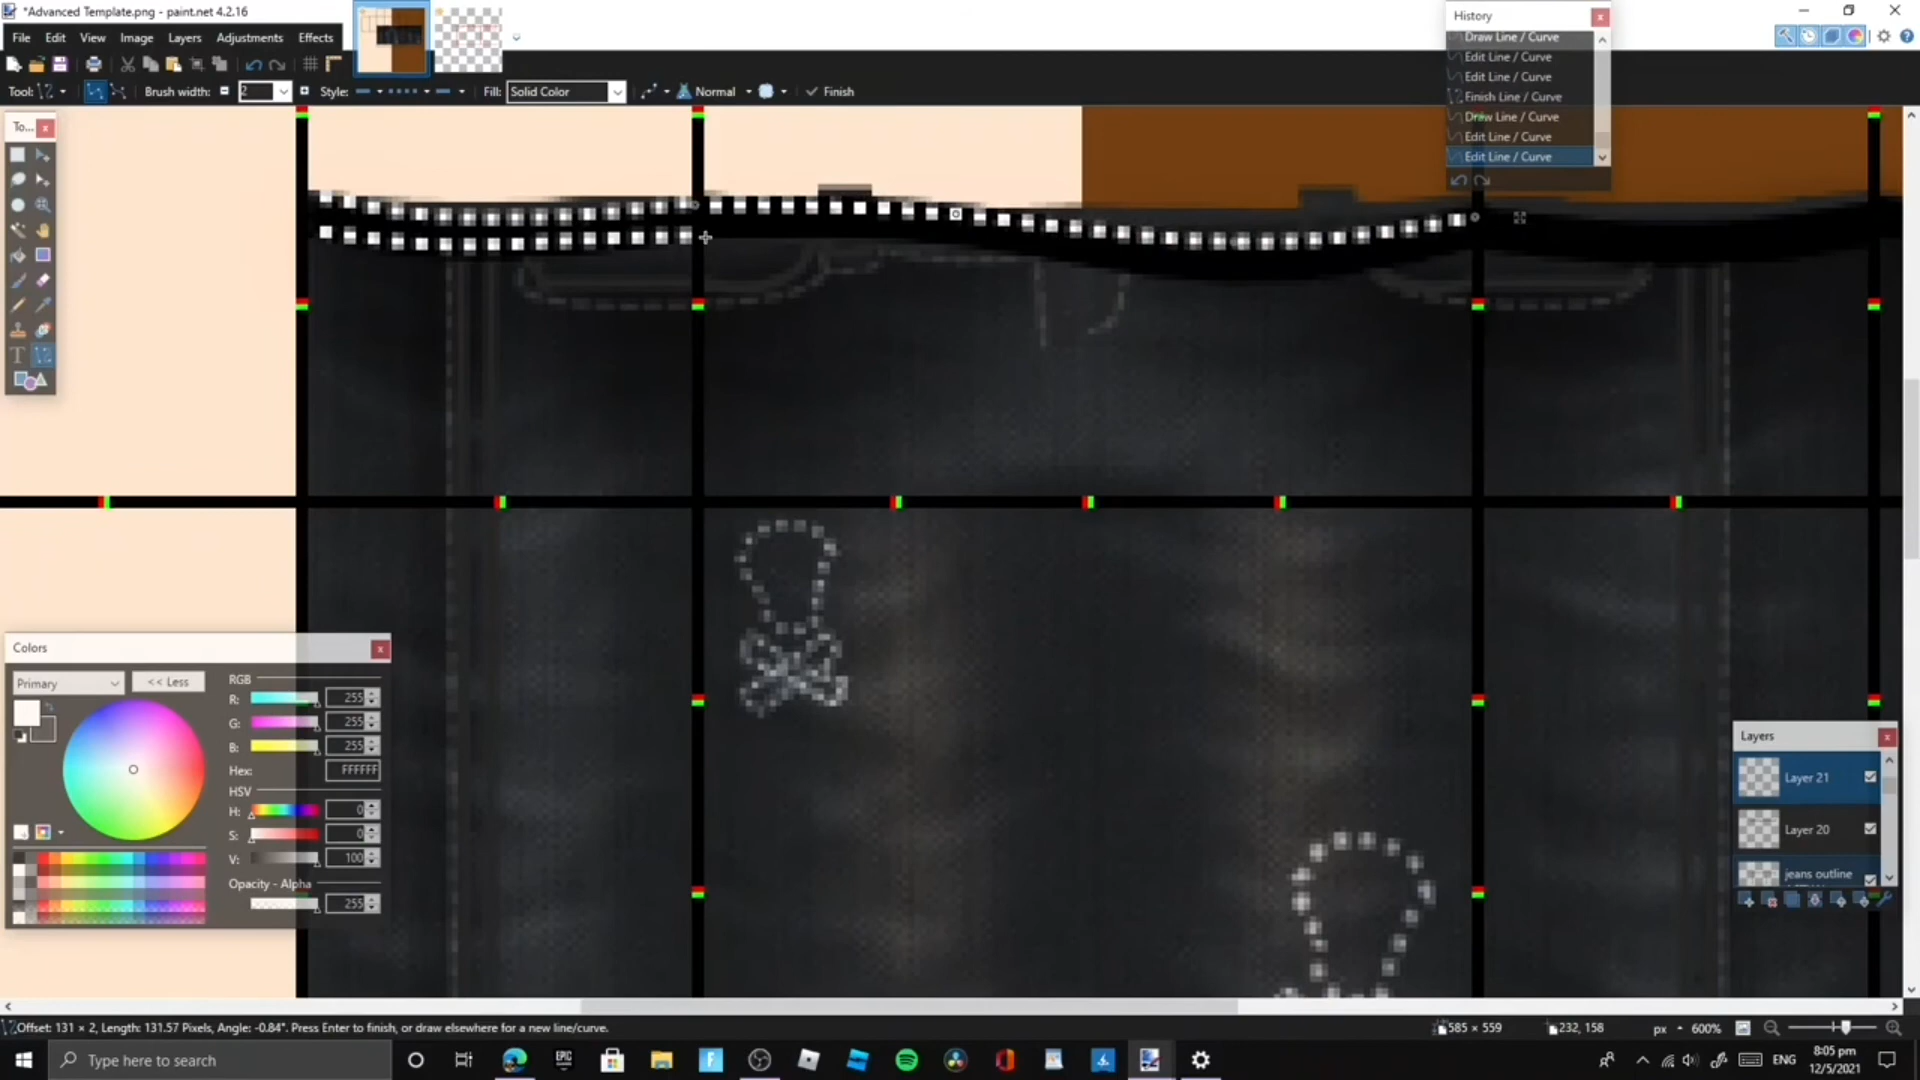 *Advanced Template.png - paint.net 4.2.16
File Edit View Image Layers Adjustments Effects
Tool: Brush width: 2 Style: Fill: Solid Color Normal Finish
History
Draw Line / Curve
Edit Line / Curve
Edit Line / Curve
Finish Line / Curve
Draw Line / Curve
Edit Line / Curve
Edit Line / Curve
To...
Colors
Primary << Less
RGB
R: 255
G: 255
B: 255
Hex: FFFFFF
HSV
H: 0
S: 0
V: 100
Opacity - Alpha
255
Layers
Layer 21
Layer 20
jeans outline
Offset: 131 × 2, Length: 131.57 Pixels, Angle: -0.84°. Press Enter to finish, or draw elsewhere for a new line/curve.
585 × 559 232, 158 px 600%
Type here to search
EPIC
ENG
8:05 pm
12/5/2021